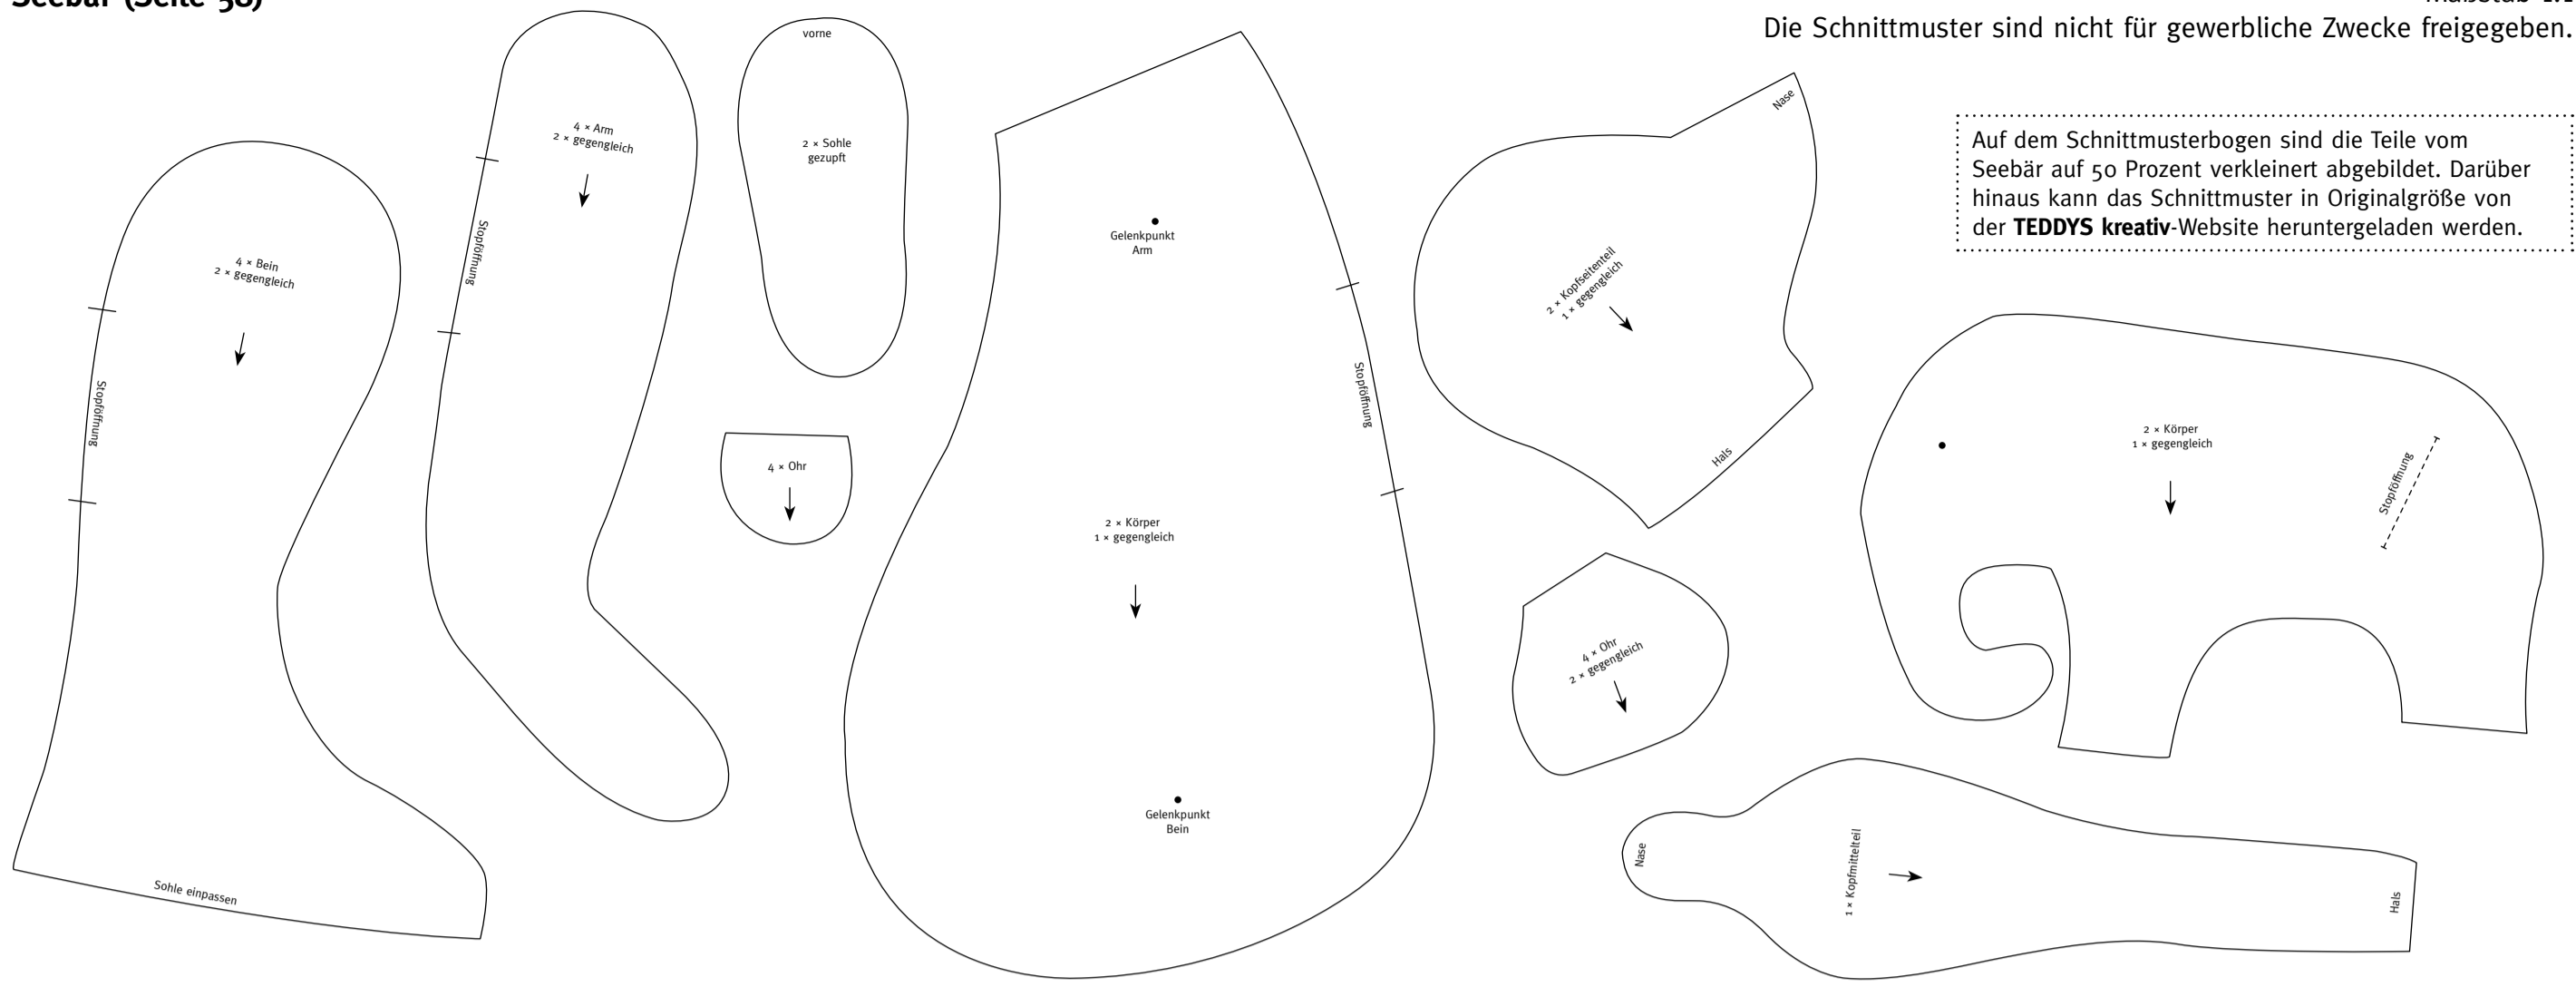 Seebär (Seite 58)
Maßstab 1:1
Die Schnittmuster sind nicht für gewerbliche Zwecke freigegeben.
Auf dem Schnittmusterbogen sind die Teile vom
Seebär auf 50 Prozent verkleinert abgebildet. Darüber
hinaus kann das Schnittmuster in Originalgröße von
der TEDDYS kreativ-Website heruntergeladen werden.
4 × Bein
2 × gegengleich
Stopföffnung
Sohle einpassen
4 × Arm
2 × gegengleich
Stopföffnung
vorne
2 × Sohle
gezupft
4 × Ohr
Gelenkpunkt
Arm
Stopföffnung
2 × Körper
1 × gegengleich
Gelenkpunkt
Bein
Nase
2 × Kopfseitenteil
1 × gegengleich
Hals
4 × Ohr
2 × gegengleich
2 × Körper
1 × gegengleich
Stopföffnung
Nase
1 × Kopfmittelteil
Hals